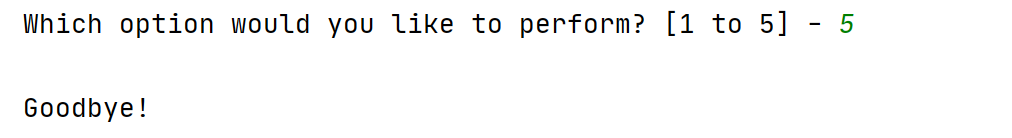 Which option would you like to perform? [1 to 5] - 5
Goodbye!